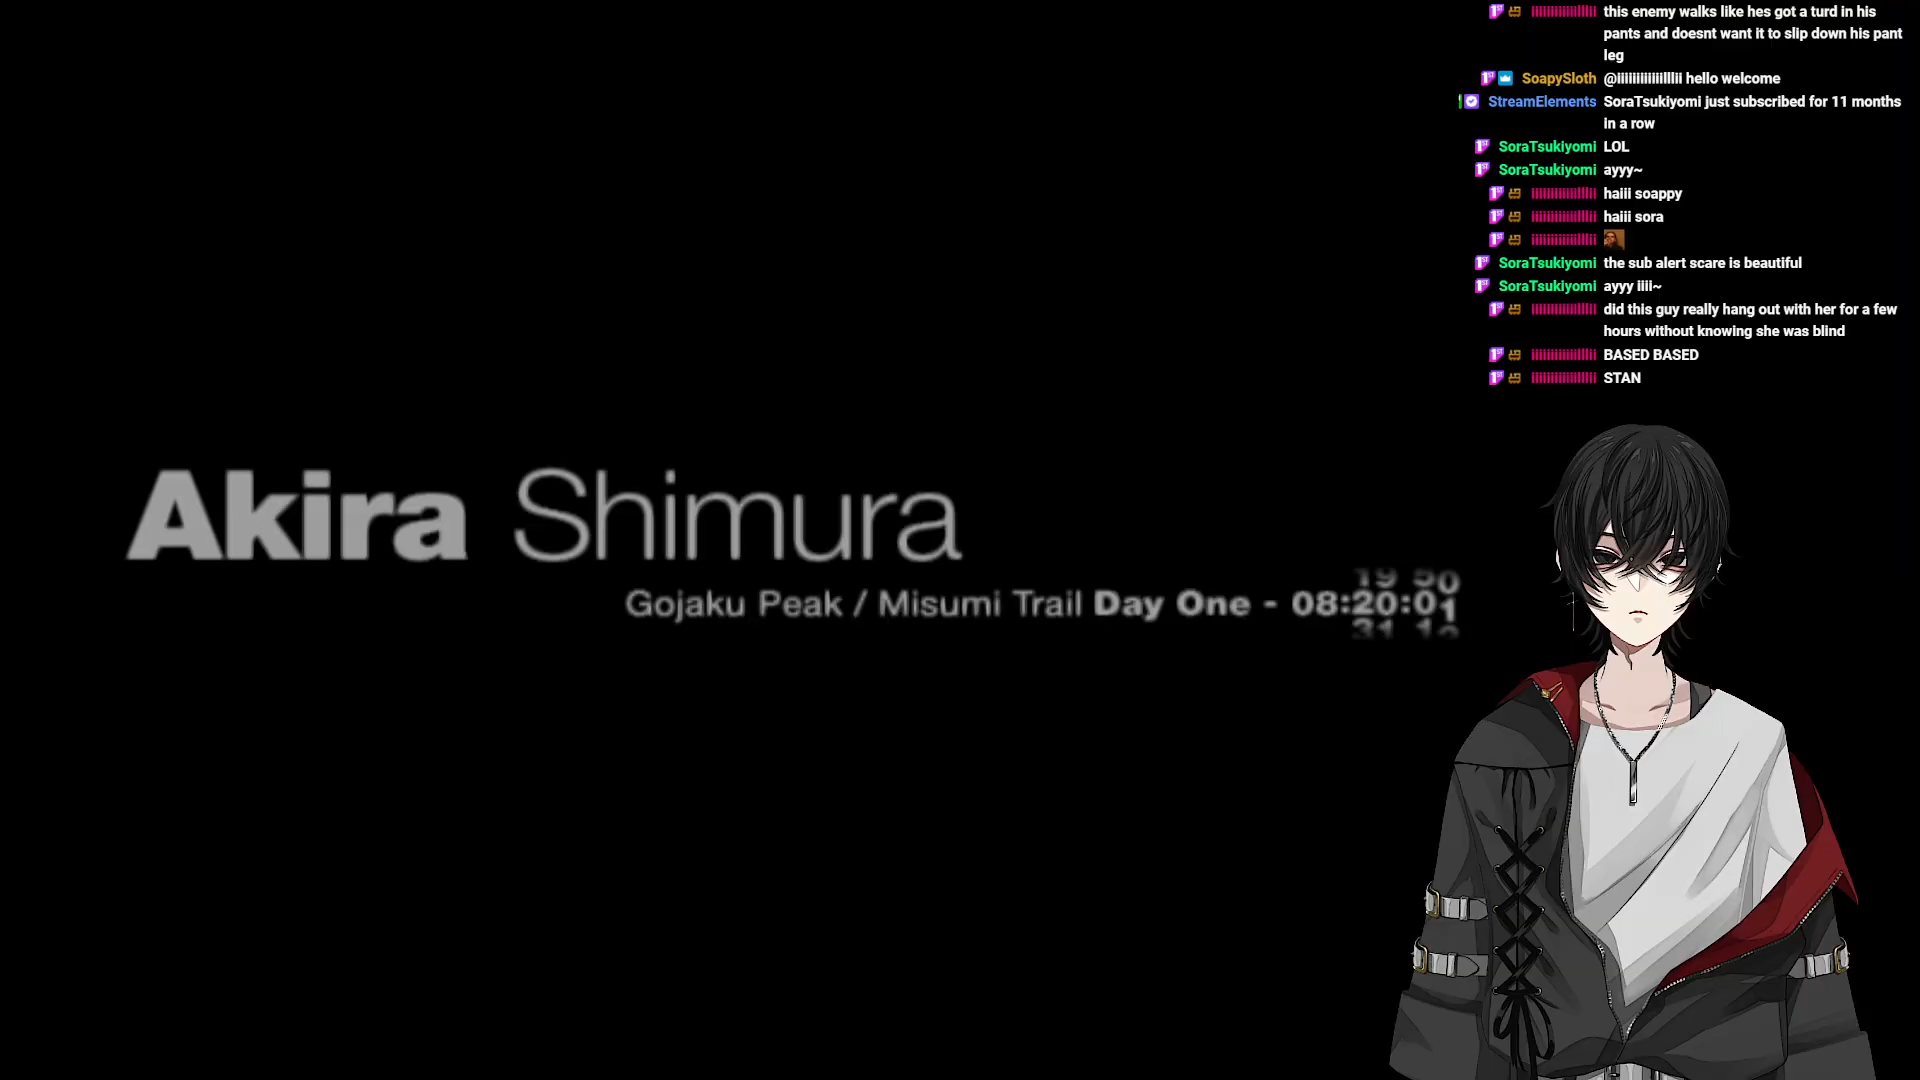 this enemy walks like hes got a turd in his
pants and doesnt want it to slip down his pant
leg
SoapySloth @iiiiiiiiiiiilllii hello welcome
StreamElements SoraTsukiyomi just subscribed for 11 months
in a row
SoraTsukiyomi LOL
SoraTsukiyomi ayyy~
haiii soappy
haiii sora
SoraTsukiyomi the sub alert scare is beautiful
SoraTsukiyomi ayyy iiii~
did this guy really hang out with her for a few
hours without knowing she was blind
BASED BASED
STAN
Akira Shimura
Gojaku Peak / Misumi Trail Day One - 08:20:01